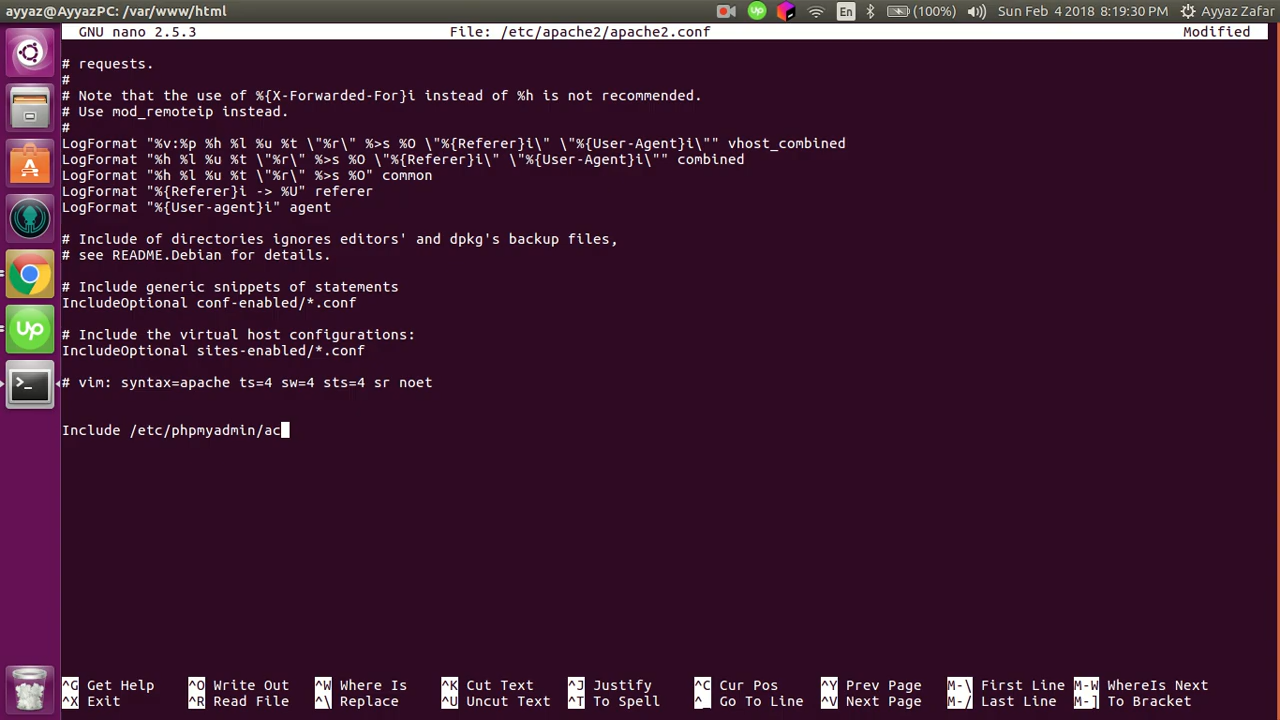 ayyaz@AyyazPC: /var/www/html
Up
En
(100%)
Sun Feb 4 2018 8:19:30 PM
Ayyaz Zafar
GNU nano 2.5.3 File: /etc/apache2/apache2.conf Modified
# requests.
#
# Note that the use of %{X-Forwarded-For}i instead of %h is not recommended.
# Use mod_remoteip instead.
#
LogFormat "%v:%p %h %l %u %t \"%r\" %>s %O \"%{Referer}i\" \"%{User-Agent}i\"" vhost_combined
LogFormat "%h %l %u %t \"%r\" %>s %O \"%{Referer}i\" \"%{User-Agent}i\"" combined
LogFormat "%h %l %u %t \"%r\" %>s %O" common
LogFormat "%{Referer}i -> %U" referer
LogFormat "%{User-agent}i" agent
# Include of directories ignores editors' and dpkg's backup files,
# see README.Debian for details.
# Include generic snippets of statements
IncludeOptional conf-enabled/*.conf
# Include the virtual host configurations:
IncludeOptional sites-enabled/*.conf
# vim: syntax=apache ts=4 sw=4 sts=4 sr noet
Include /etc/phpmyadmin/ac
Up
>_
^G Get Help ^O Write Out ^W Where Is ^K Cut Text ^J Justify ^C Cur Pos ^Y Prev Page M-\ First Line M-W WhereIs Next
^X Exit ^R Read File ^\ Replace ^U Uncut Text ^T To Spell ^_ Go To Line ^V Next Page M-/ Last Line M-] To Bracket